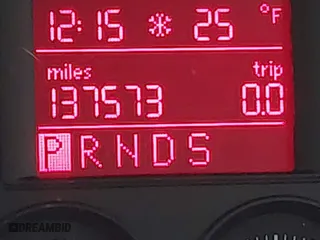 12:15 ❄ 25 °F
miles trip
137573 0.0
P R N D S
DREAMBID